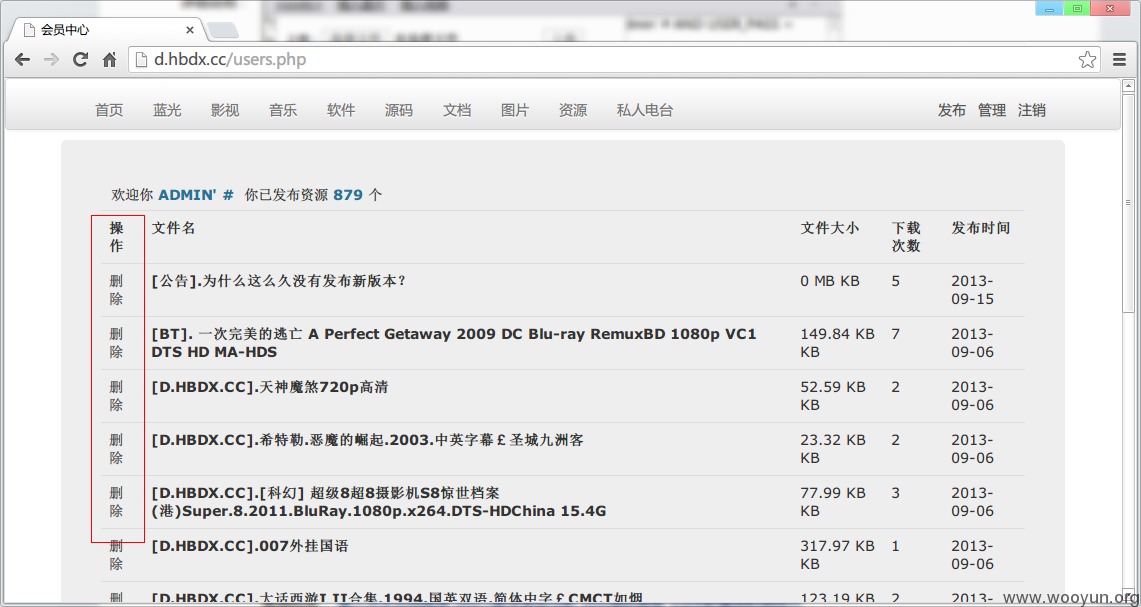 会员中心
d.hbdx.cc/users.php
首页 蓝光 影视 音乐 软件 源码 文档 图片 资源 私人电台 发布 管理 注销
欢迎你 ADMIN' # 你已发布资源 879 个
操作 文件名 文件大小 下载次数 发布时间
删除 [公告].为什么这么久没有发布新版本? 0 MB KB 5 2013-09-15
删除 [BT]. 一次完美的逃亡 A Perfect Getaway 2009 DC Blu-ray RemuxBD 1080p VC1 DTS HD MA-HDS 149.84 KB KB 7 2013-09-06
删除 [D.HBDX.CC].天神魔煞720p高清 52.59 KB KB 2 2013-09-06
删除 [D.HBDX.CC].希特勒.恶魔的崛起.2003.中英字幕￡圣城九洲客 23.32 KB KB 2 2013-09-06
删除 [D.HBDX.CC].[科幻] 超级8超8摄影机S8惊世档案(港)Super.8.2011.BluRay.1080p.x264.DTS-HDChina 15.4G 77.99 KB KB 3 2013-09-06
删除 [D.HBDX.CC].007外挂国语 317.97 KB KB 1 2013-09-06
删 [D.HBDX.CC].大话西游I II合集.1994.国英双语.简体中字￡CMCT如烟 123.19 KB 2 2013-
www.wooyun.org